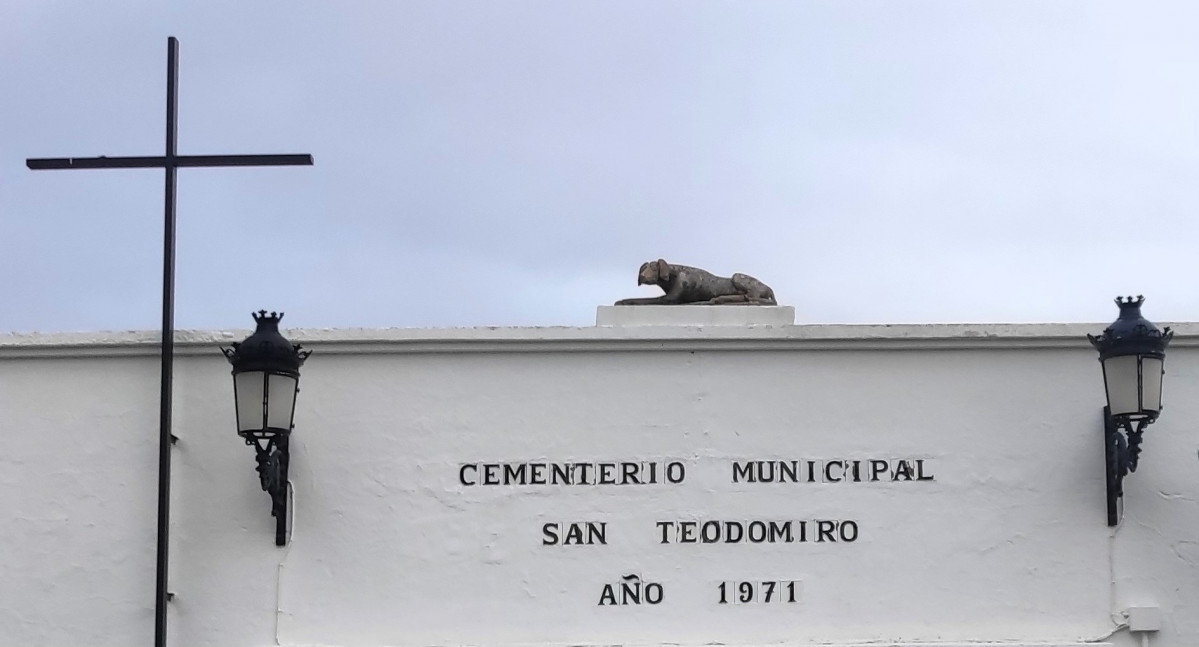 CEMENTERIO MUNICIPAL
SAN TEODOMIRO
AÑO 1971